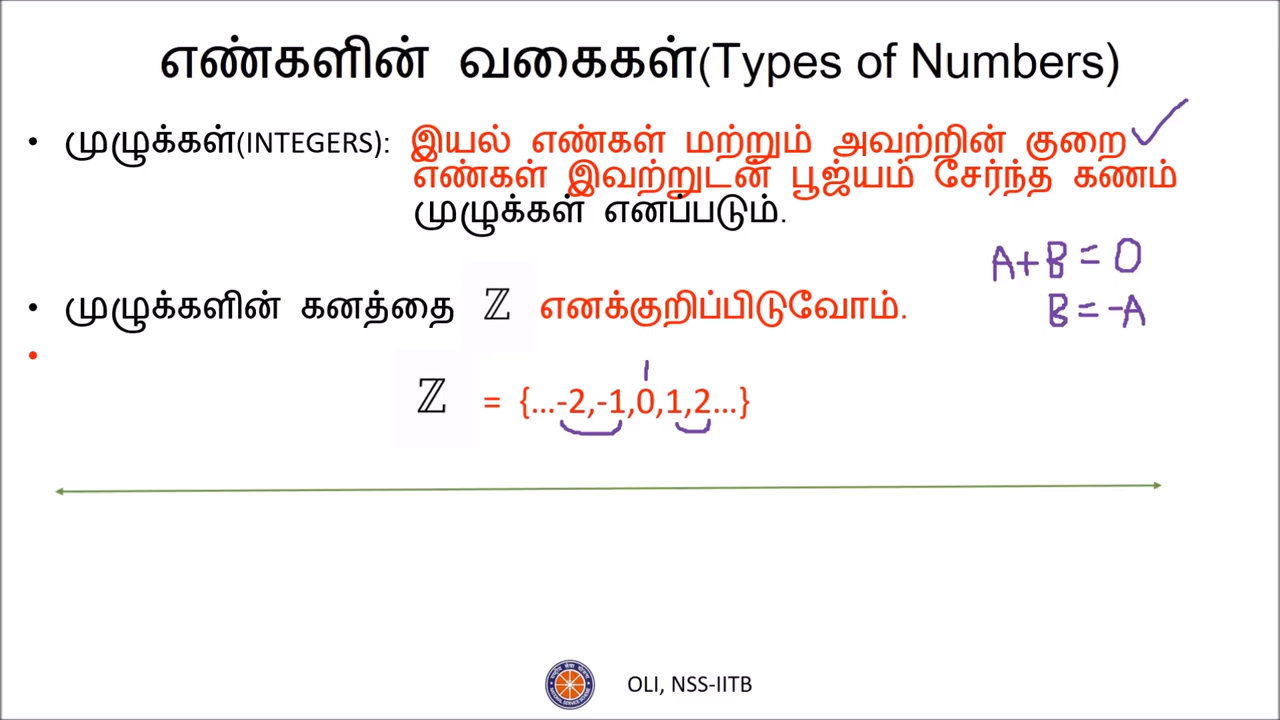 எண்களின் வகைகள்(Types of Numbers)
• முழுக்கள்(INTEGERS): இயல் எண்கள் மற்றும் அவற்றின் குறை
எண்கள் இவற்றுடன் பூஜ்யம் சேர்ந்த கணம்
முழுக்கள் எனப்படும்.
A+B=0
B=-A
• முழுக்களின் கனத்தை ℤ எனக்குறிப்பிடுவோம்.
•
ℤ = {...-2,-1,0,1,2...}
OLI, NSS-IITB